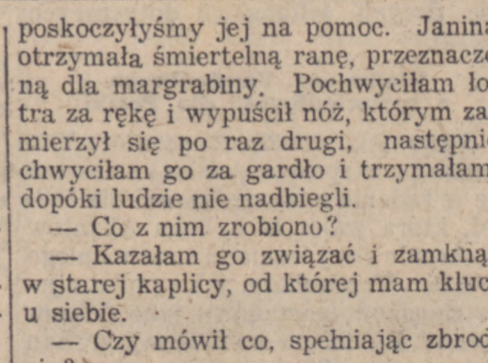 poskoczyłyśmy jej na pomoc. Janina
otrzymała śmiertelną ranę, przeznaczo
ną dla margrabiny. Pochwyciłam ło
tra za rękę i wypuścił nóż, którym za
mierzył się po raz drugi, następni
chwyciłam go za gardło i trzymałam
dopóki ludzie nie nadbiegli.
— Co z nim zrobiono?
— Kazałam go związać i zamkną
w starej kaplicy, od której mam kluc
u siebie.
— Czy mówił co, spełniając zbrod